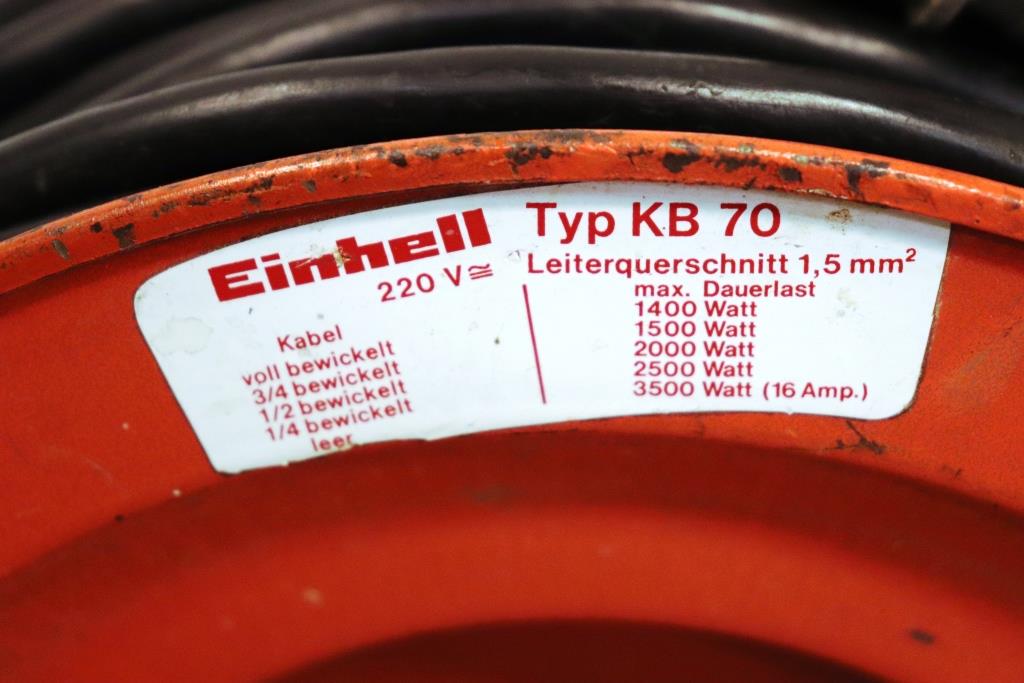 Einhell
220 V ≅
Typ KB 70
Leiterquerschnitt 1,5 mm²
Kabel
voll bewickelt
3/4 bewickelt
1/2 bewickelt
1/4 bewickelt
leer
max. Dauerlast
1400 Watt
1500 Watt
2000 Watt
2500 Watt
3500 Watt (16 Amp.)